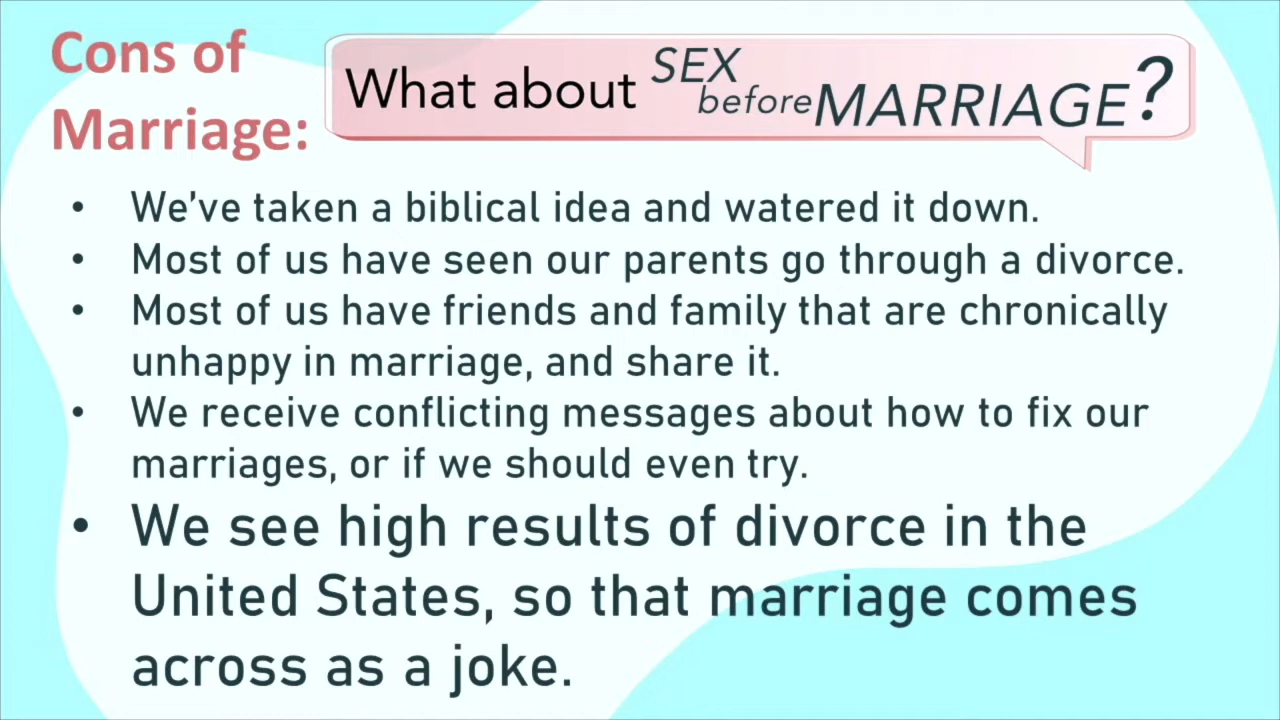 Cons of
Marriage:
What about SEX before MARRIAGE?
• We've taken a biblical idea and watered it down.
• Most of us have seen our parents go through a divorce.
• Most of us have friends and family that are chronically
unhappy in marriage, and share it.
• We receive conflicting messages about how to fix our
marriages, or if we should even try.
• We see high results of divorce in the
United States, so that marriage comes
across as a joke.